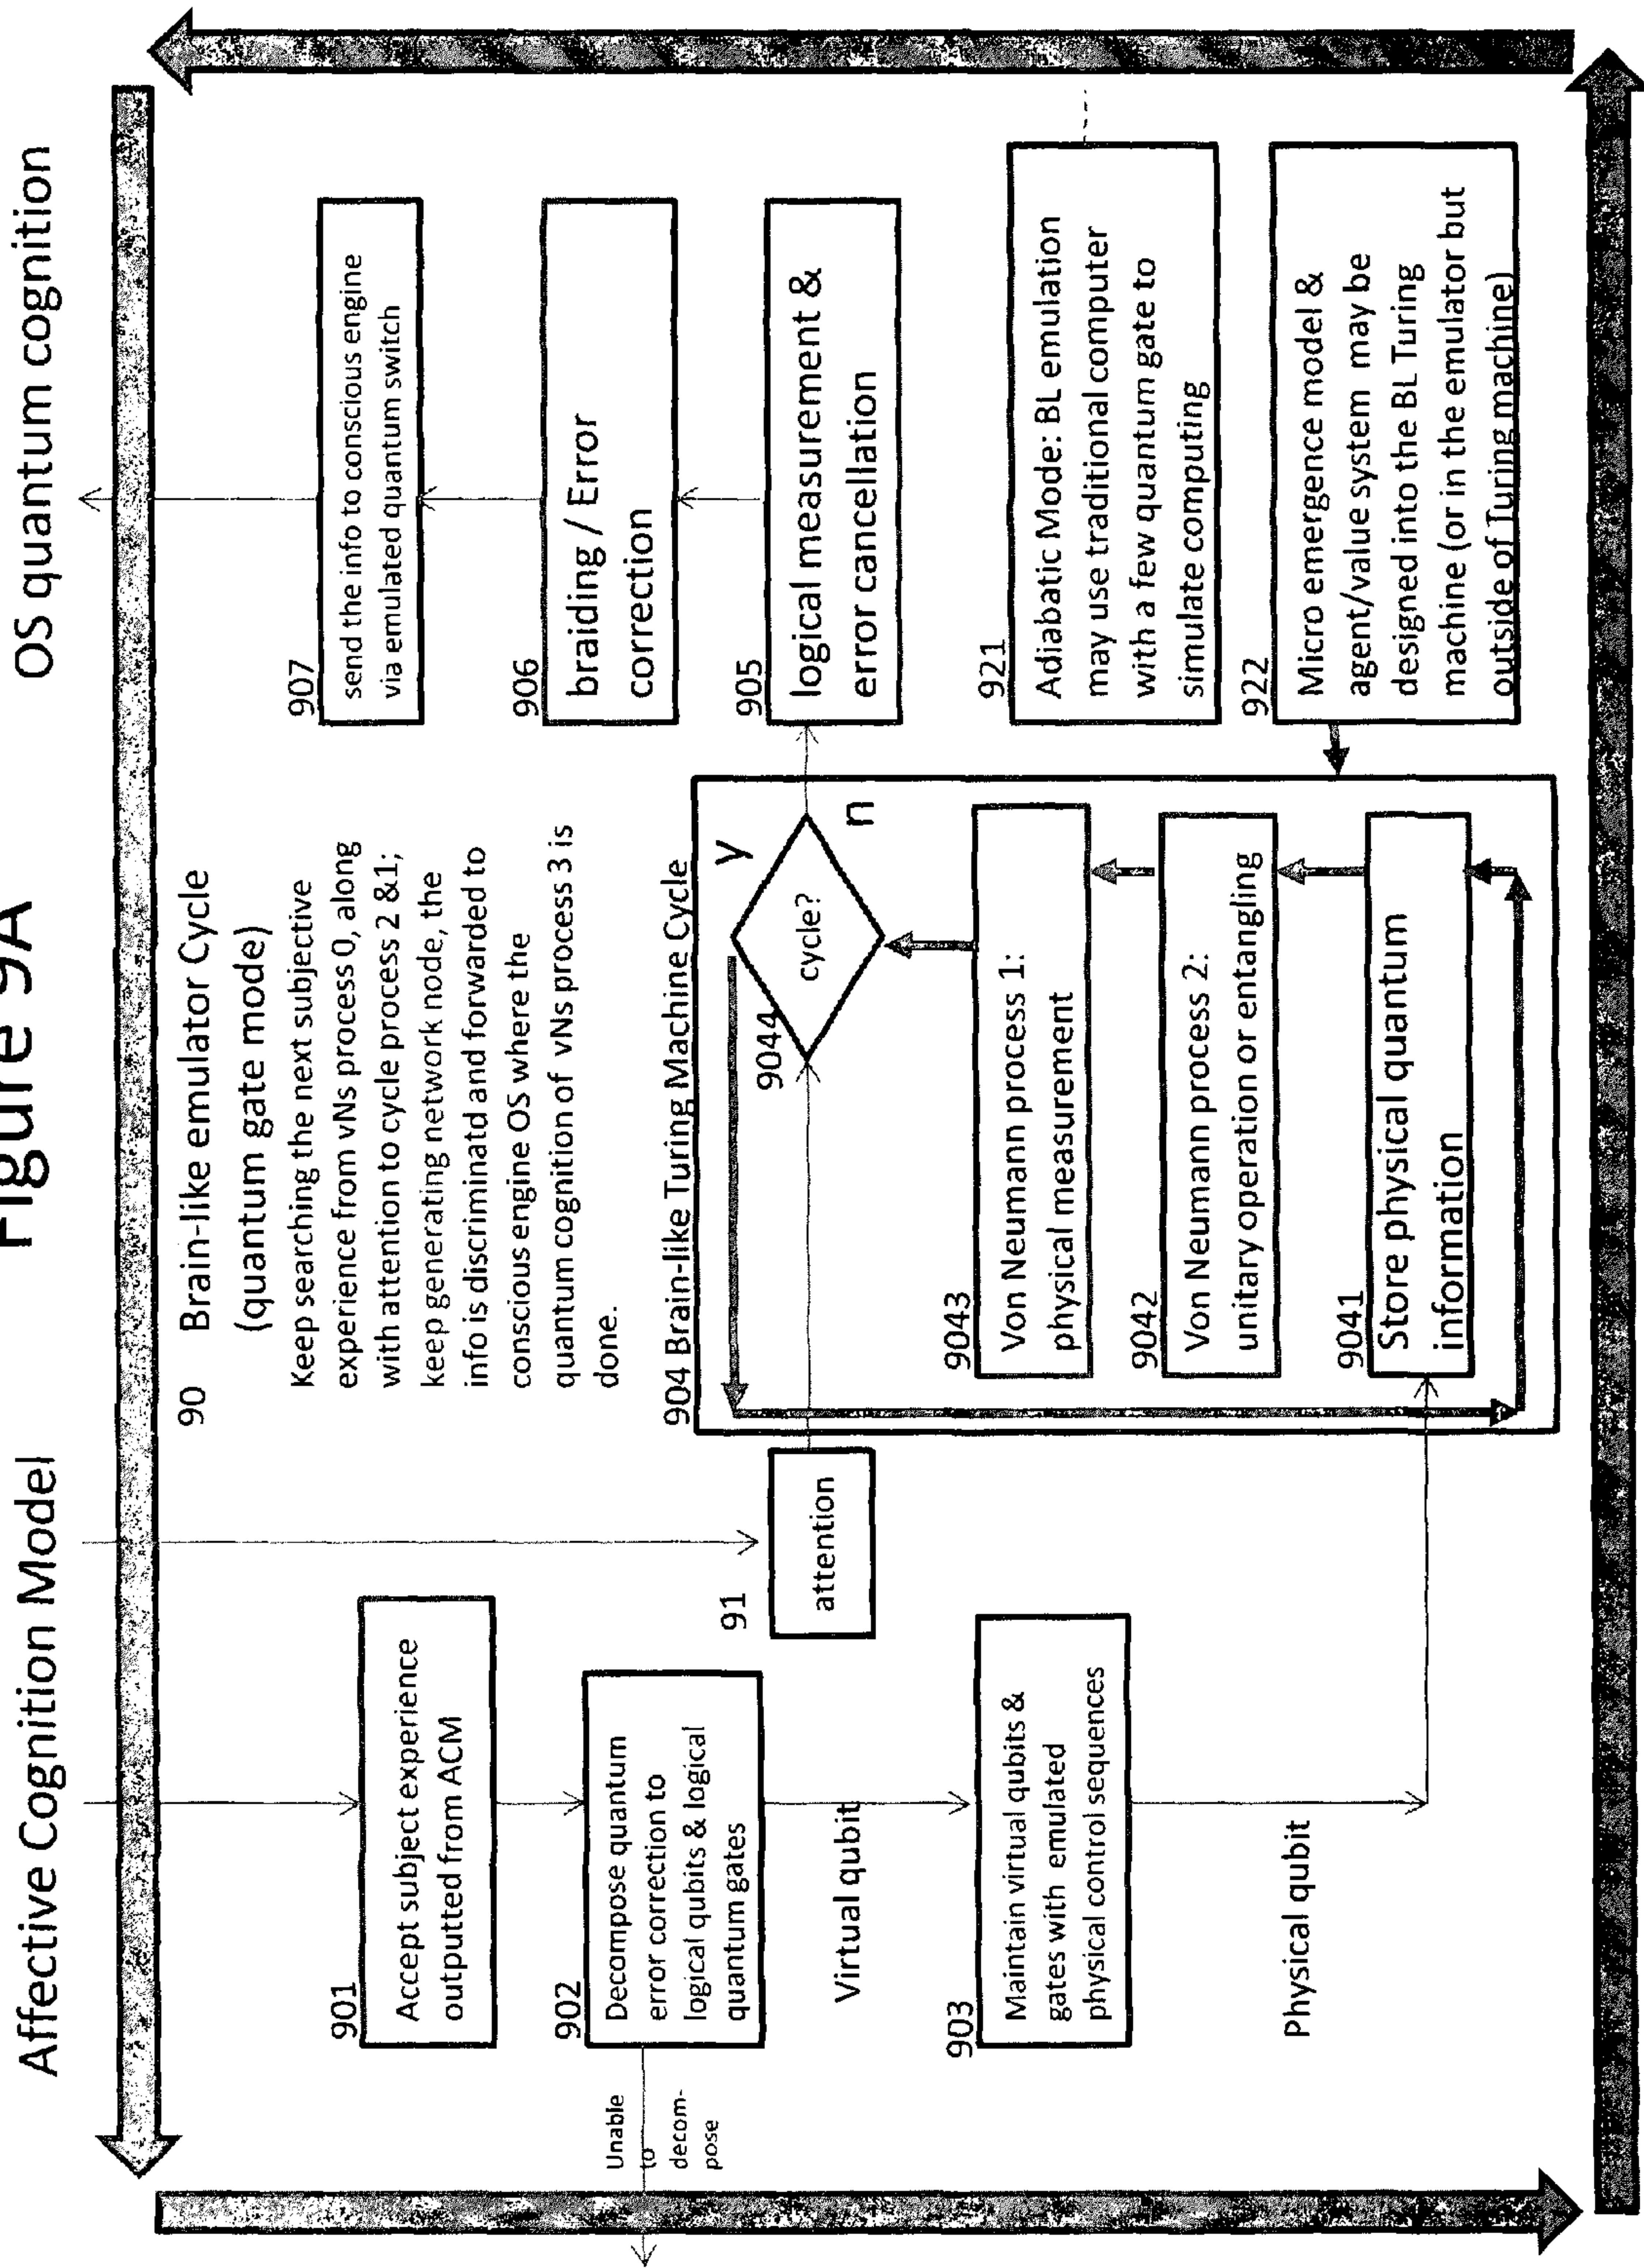 Figure 9A
Affective Cognition Model
OS quantum cognition
90 Brain-like emulator Cycle
(quantum gate mode)
Keep searching the next subjective
experience from vNs process 0, along
with attention to cycle process 2 &1;
keep generating network node, the
info is discriminatd and forwarded to
conscious engine OS where the
quantum cognition of vNs process 3 is
done.
901
Accept subject experience
outputted from ACM
902
Decompose quantum
error correction to
logical qubits & logical
quantum gates
Unable
to
decom-
pose
Virtual qubit
903
Maintain virtual qubits &
gates with emulated
physical control sequences
Physical qubit
91
attention
904 Brain-like Turing Machine Cycle
9044
cycle?
y
n
9043
Von Neumann process 1:
physical measurement
9042
Von Neumann process 2:
unitary operation or entangling
9041
Store physical quantum
information
907
send the info to conscious engine
via emulated quantum switch
906
braiding / Error
correction
905
logical measurement &
error cancellation
921
Adiabatic Mode: BL emulation
may use traditional computer
with a few quantum gate to
simulate computing
922
Micro emergence model &
agent/value system may be
designed into the BL Turing
machine (or in the emulator but
outside of Turing machine)